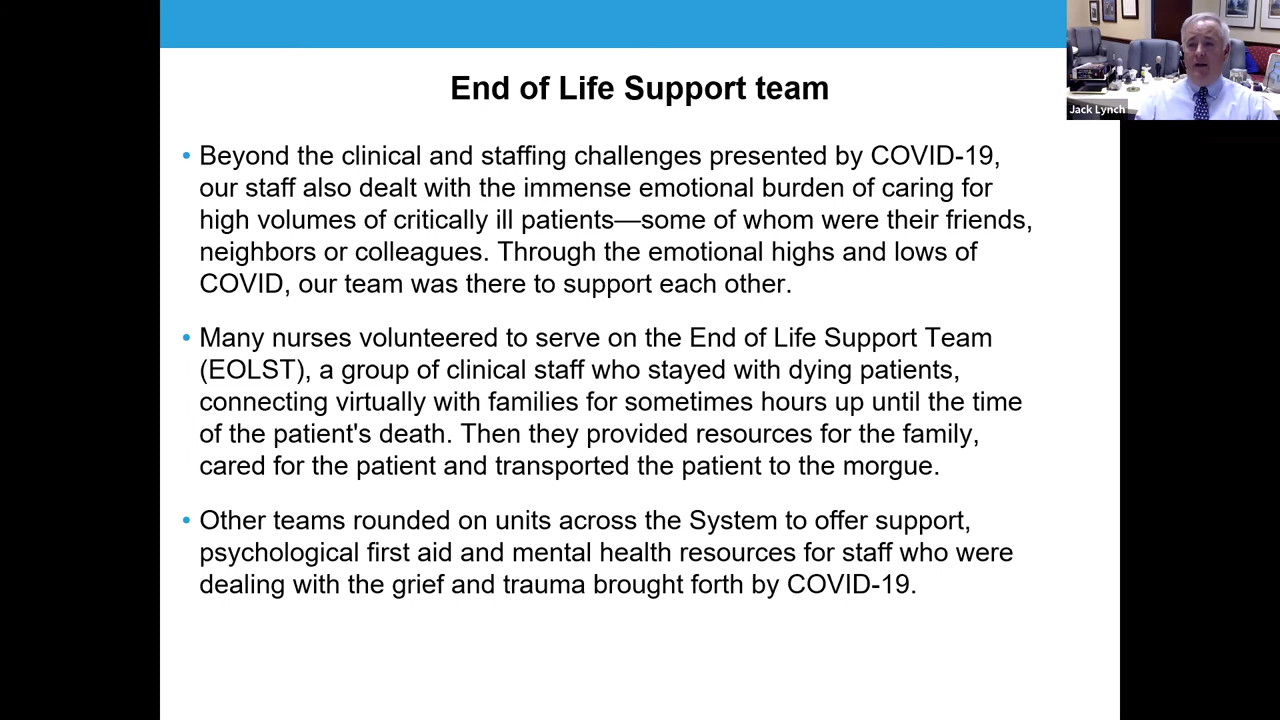 End of Life Support team
Jack Lynch
• Beyond the clinical and staffing challenges presented by COVID-19,
our staff also dealt with the immense emotional burden of caring for
high volumes of critically ill patients—some of whom were their friends,
neighbors or colleagues. Through the emotional highs and lows of
COVID, our team was there to support each other.
• Many nurses volunteered to serve on the End of Life Support Team
(EOLST), a group of clinical staff who stayed with dying patients,
connecting virtually with families for sometimes hours up until the time
of the patient's death. Then they provided resources for the family,
cared for the patient and transported the patient to the morgue.
• Other teams rounded on units across the System to offer support,
psychological first aid and mental health resources for staff who were
dealing with the grief and trauma brought forth by COVID-19.